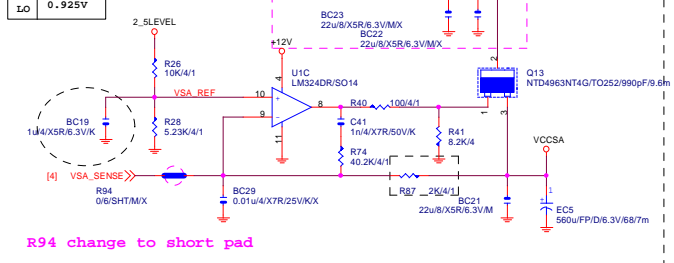 LO 0.925V
BC23
22u/8/X5R/6.3V/M/X
BC22
22u/8/X5R/6.3V/M/X
2_5LEVEL
+12V
R26
10K/4/1
U1C
LM324DR/SO14
Q13
NTD4963NT4G/TO252/990pF/9.6m
2
4
VSA_REF
10
+
8
R40
100/4/1
1
3
BC19
1u/4/X5R/6.3V/K
R28
5.23K/4/1
9
-
11
C41
1n/4/X7R/50V/K
R41
8.2K/4
VCCSA
R74
40.2K/4/1
[4] VSA_SENSE
R94
0/6/SHT/M/X
BC29
0.01u/4/X7R/25V/K/X
R87
2K/4/1
BC21
22u/8/X5R/6.3V/M
1
+
EC5
560u/FP/D/6.3V/68/7m
R94 change to short pad